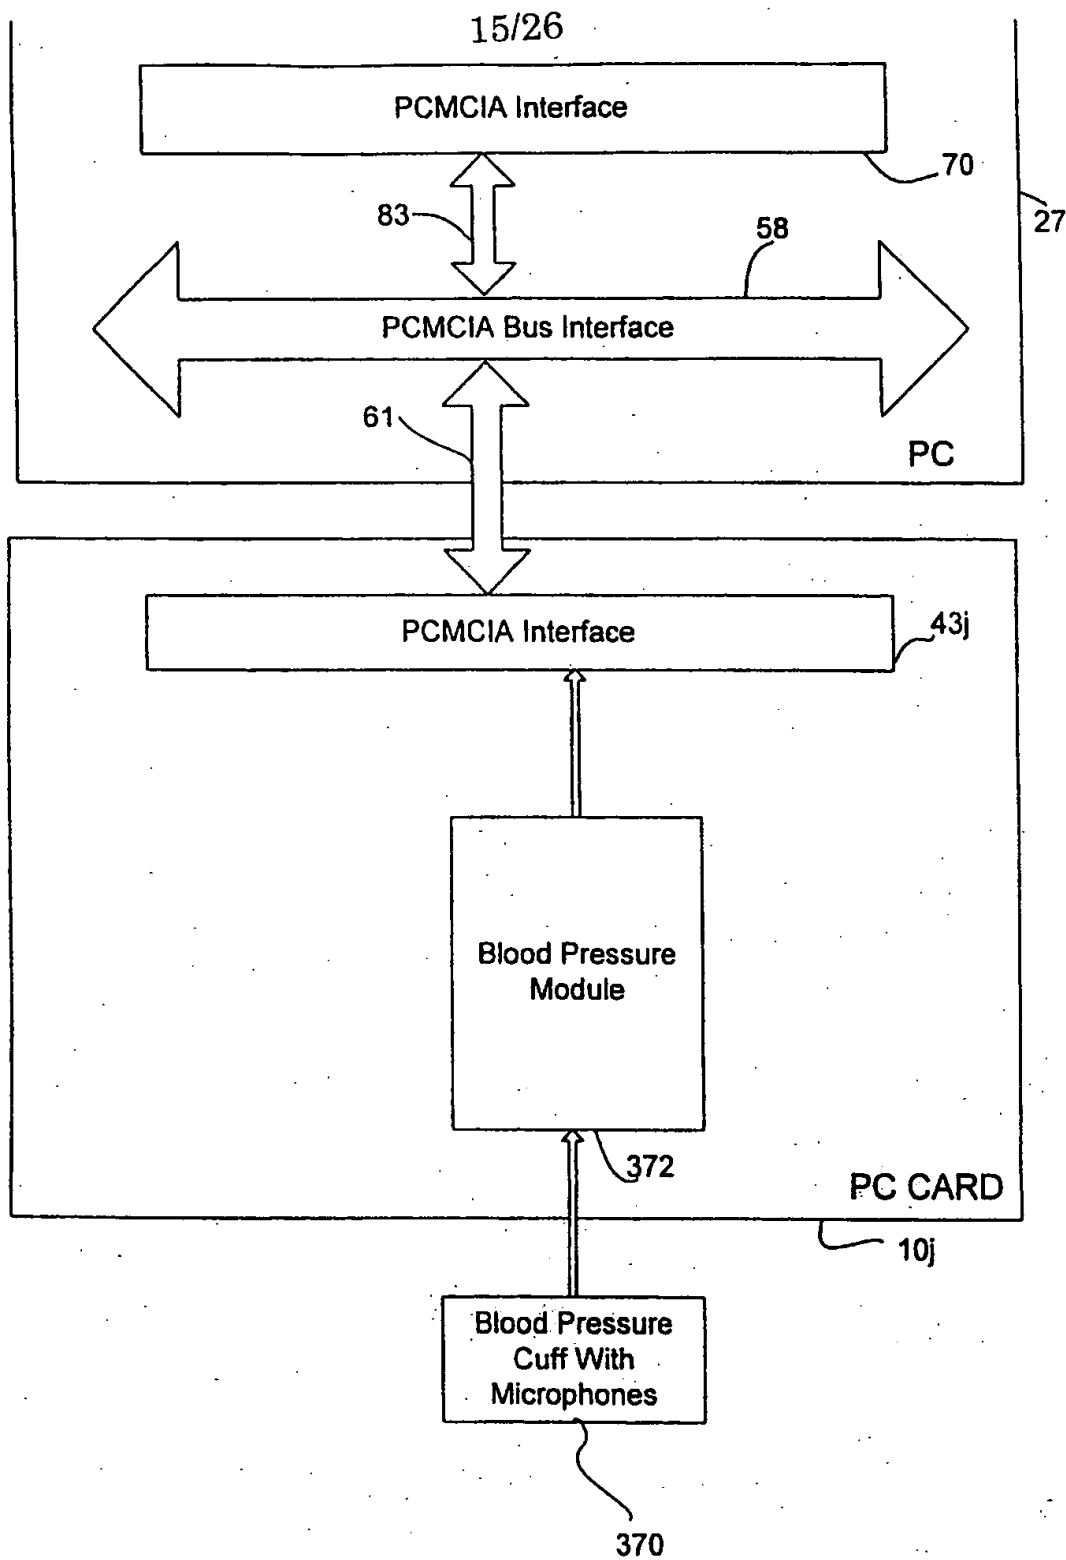 15/26
PCMCIA Interface
70
83
27
58
PCMCIA Bus Interface
61
PC
PCMCIA Interface
43j
Blood Pressure
Module
372
PC CARD
10j
Blood Pressure
Cuff With
Microphones
370